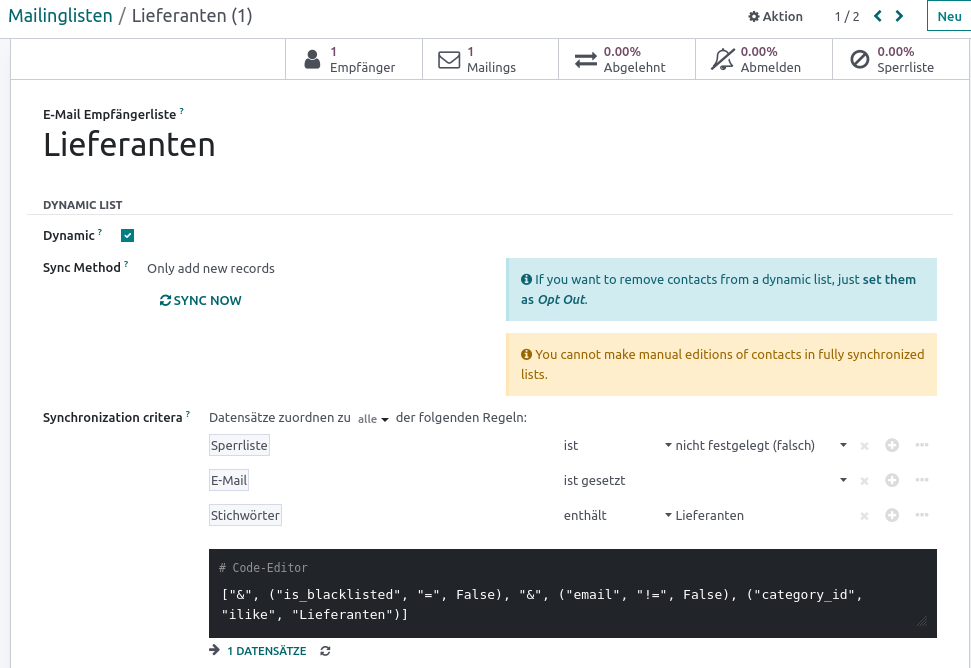 Mailinglisten / Lieferanten (1)
Aktion
1 / 2
Neu
1
Empfänger
1
Mailings
0.00%
Abgelehnt
0.00%
Abmelden
0.00%
Sperrliste
E-Mail Empfängerliste ?
Lieferanten
DYNAMIC LIST
Dynamic ?
Sync Method ? Only add new records
SYNC NOW
If you want to remove contacts from a dynamic list, just set them
as Opt Out.
You cannot make manual editions of contacts in fully synchronized
lists.
Synchronization critera ? Datensätze zuordnen zu alle der folgenden Regeln:
Sperrliste ist nicht festgelegt (falsch)
E-Mail ist gesetzt
Stichwörter enthält Lieferanten
# Code-Editor
["&", ("is_blacklisted", "=", False), "&", ("email", "!=", False), ("category_id",
"ilike", "Lieferanten")]
1 DATENSÄTZE